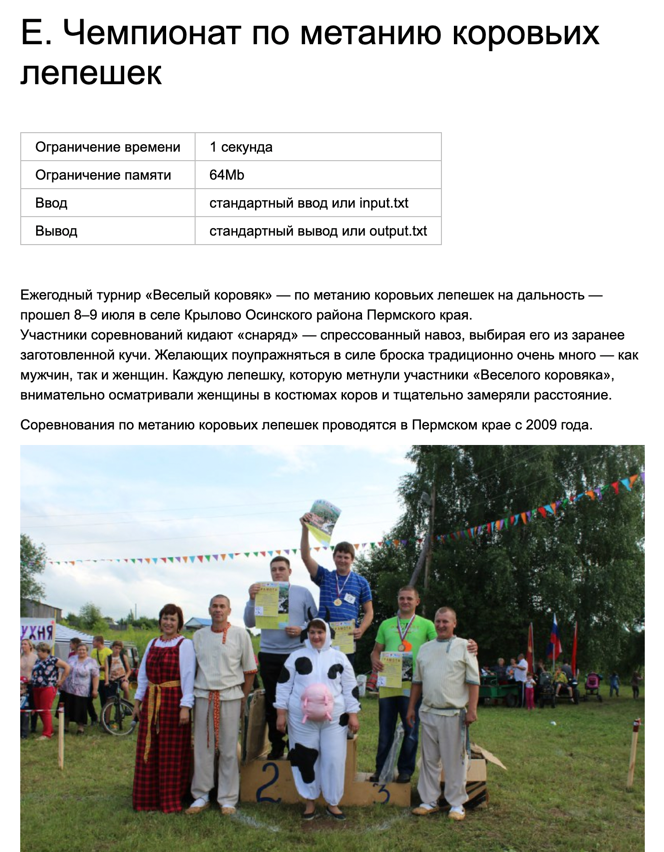 E. Чемпионат по метанию коровьих
лепешек
Ограничение времени 1 секунда
Ограничение памяти 64Mb
Ввод стандартный ввод или input.txt
Вывод стандартный вывод или output.txt
Ежегодный турнир «Веселый коровяк» — по метанию коровьих лепешек на дальность —
прошел 8–9 июля в селе Крылово Осинского района Пермского края.
Участники соревнований кидают «снаряд» — спрессованный навоз, выбирая его из заранее
заготовленной кучи. Желающих поупражняться в силе броска традиционно очень много — как
мужчин, так и женщин. Каждую лепешку, которую метнули участники «Веселого коровяка»,
внимательно осматривали женщины в костюмах коров и тщательно замеряли расстояние.
Соревнования по метанию коровьих лепешек проводятся в Пермском крае с 2009 года.
УХНЯ
2
3